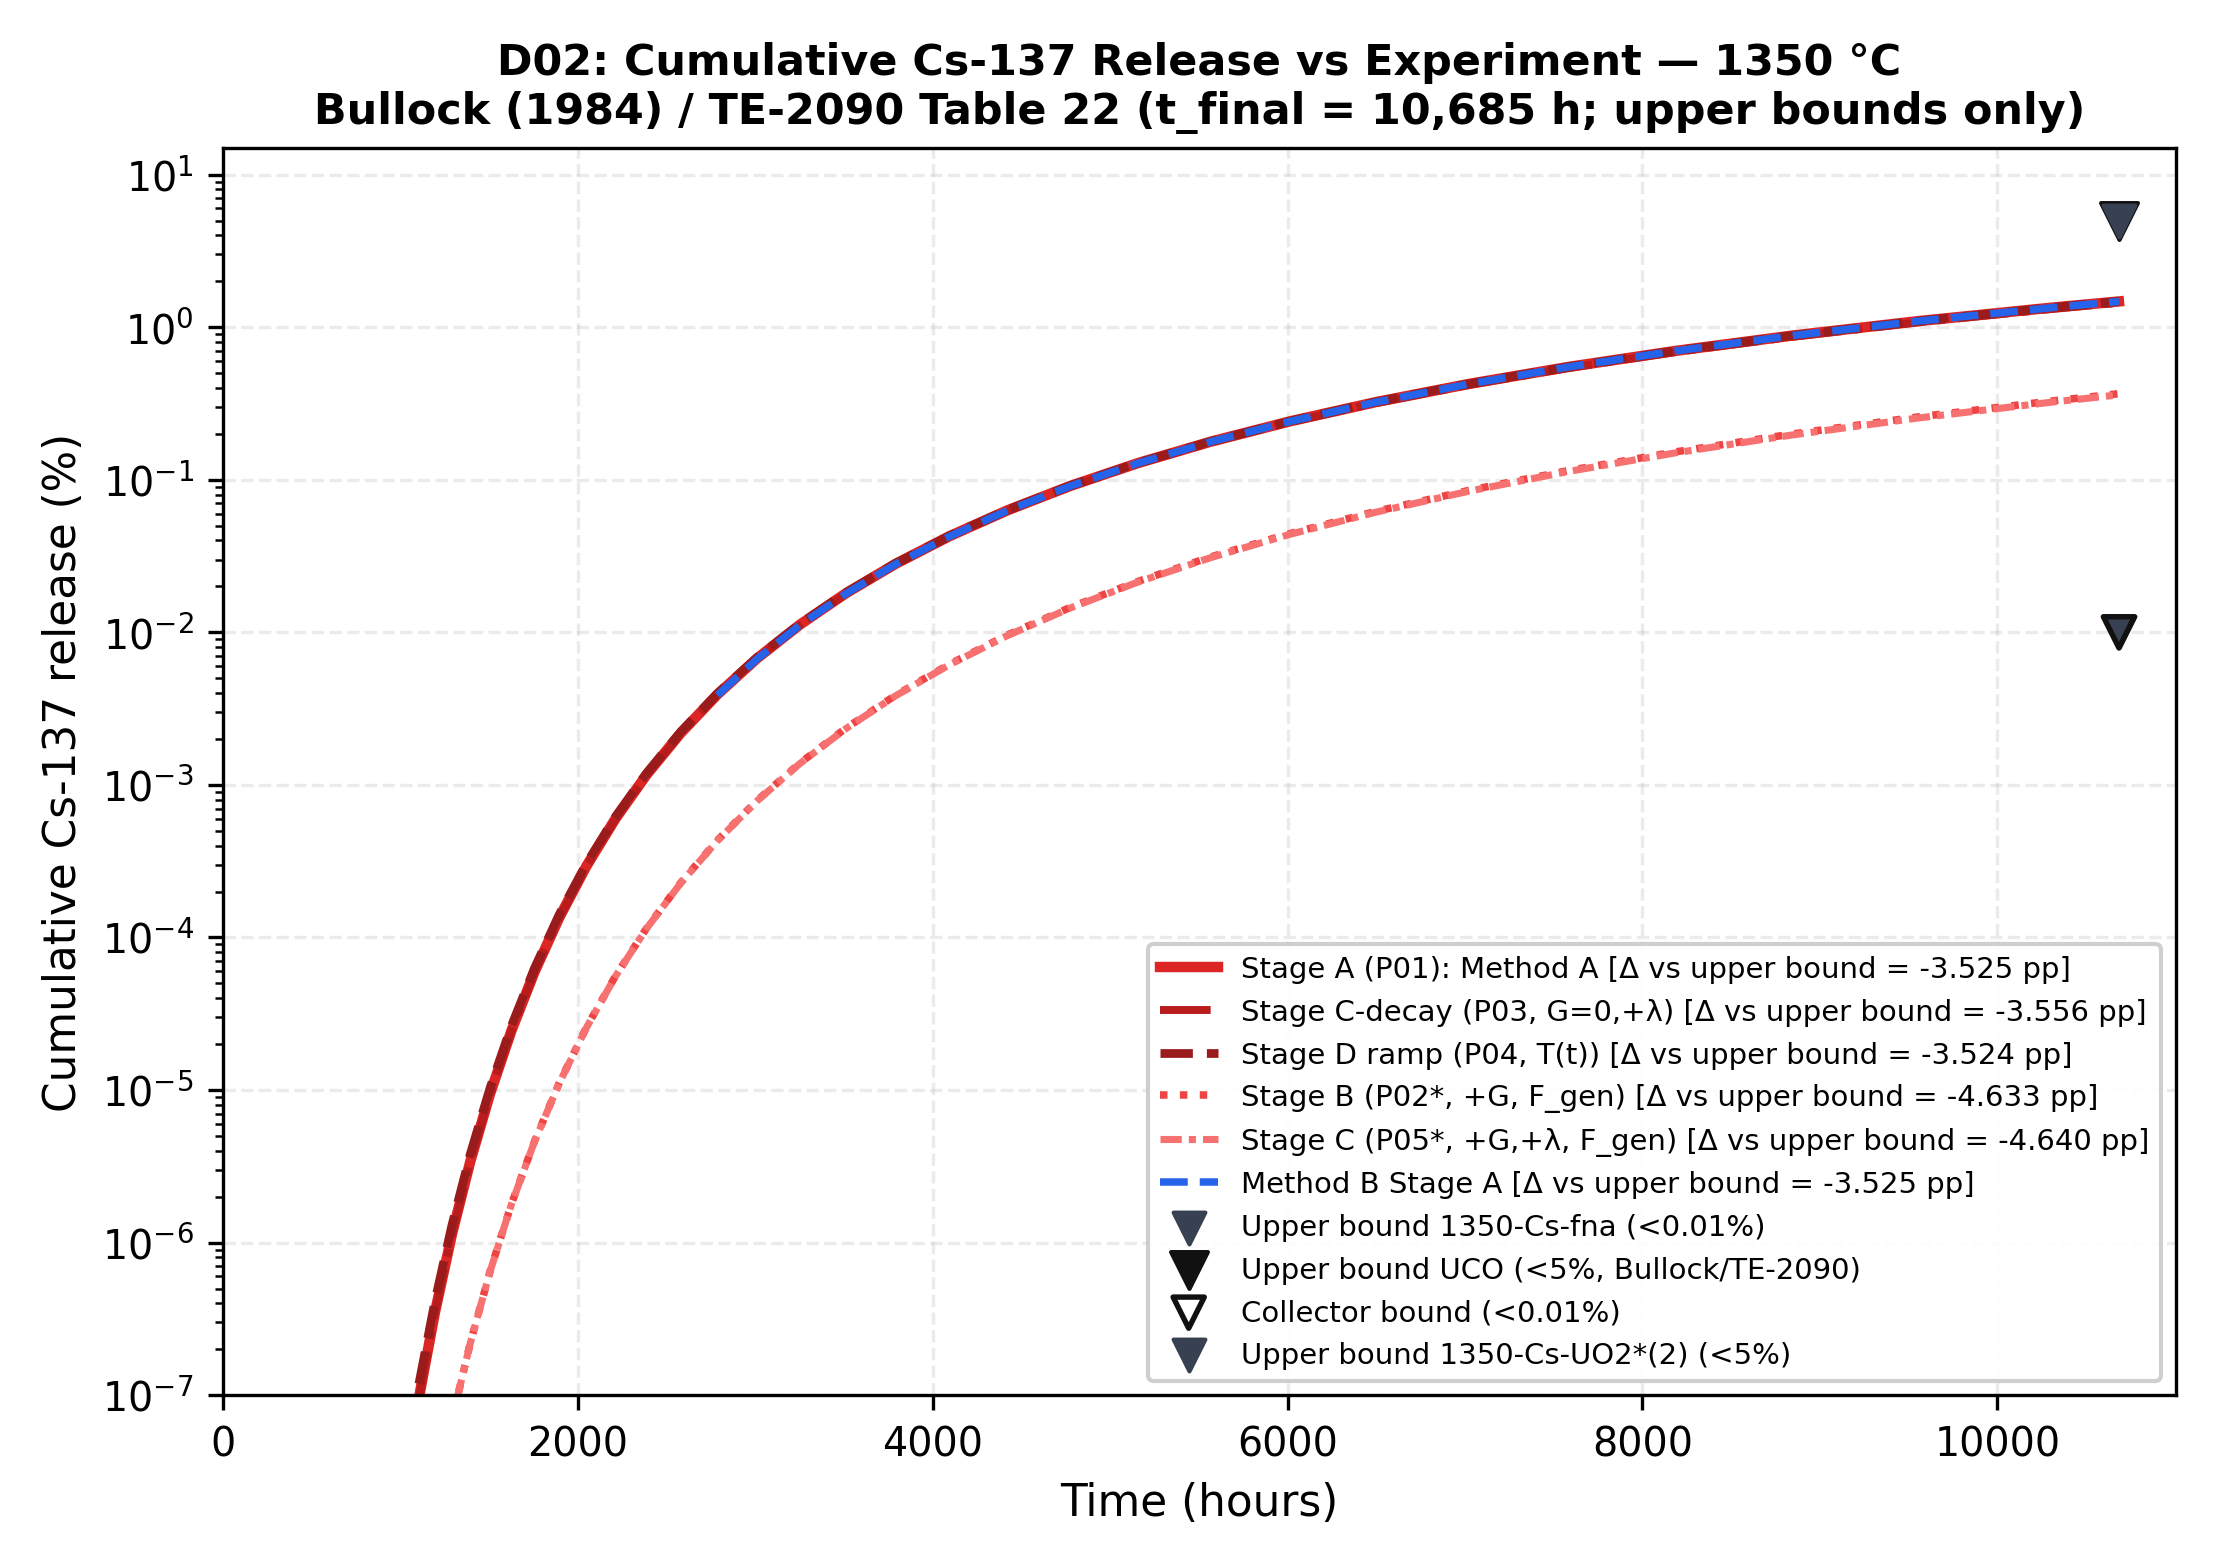 D02: Cumulative Cs-137 Release vs Experiment — 1350 °C
Bullock (1984) / TE-2090 Table 22 (t_final = 10,685 h; upper bounds only)
Cumulative Cs-137 release (%)
10¹
10⁰
10⁻¹
10⁻²
10⁻³
10⁻⁴
10⁻⁵
10⁻⁶
10⁻⁷
Stage A (P01): Method A [Δ vs upper bound = -3.525 pp]
Stage C-decay (P03, G=0,+λ) [Δ vs upper bound = -3.556 pp]
Stage D ramp (P04, T(t)) [Δ vs upper bound = -3.524 pp]
Stage B (P02*, +G, F_gen) [Δ vs upper bound = -4.633 pp]
Stage C (P05*, +G,+λ, F_gen) [Δ vs upper bound = -4.640 pp]
Method B Stage A [Δ vs upper bound = -3.525 pp]
Upper bound 1350-Cs-fna (<0.01%)
Upper bound UCO (<5%, Bullock/TE-2090)
Collector bound (<0.01%)
Upper bound 1350-Cs-UO2*(2) (<5%)
0 2000 4000 6000 8000 10000
Time (hours)